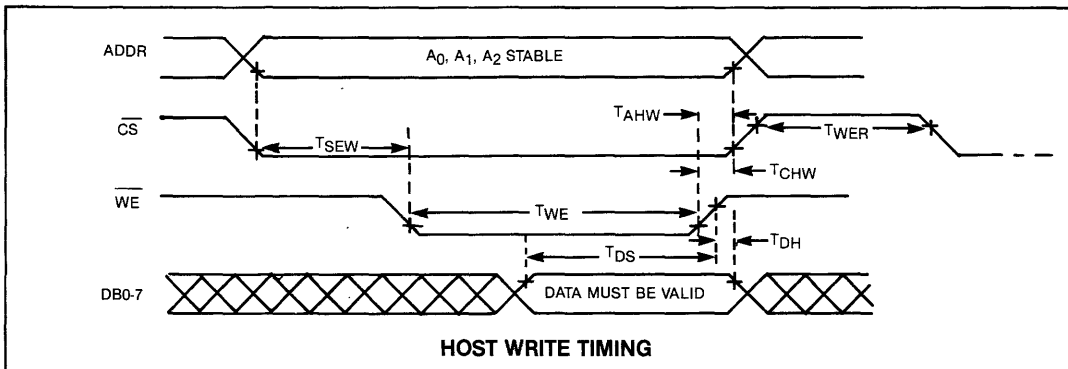 ADDR
A0, A1, A2 STABLE
CS
TSEW
TAHW
TWER
TCHW
WE
TWE
TDH
TDS
DB0-7
DATA MUST BE VALID
HOST WRITE TIMING